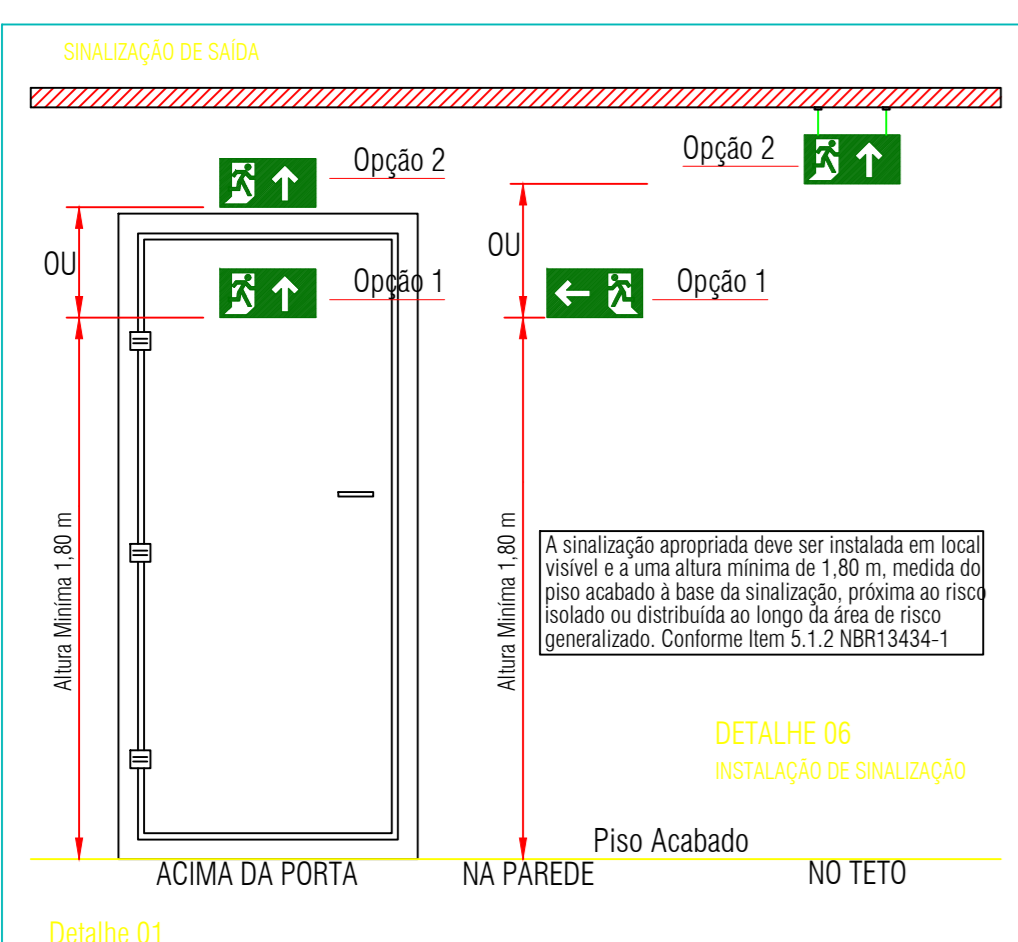 SINALIZAÇÃO DE SAÍDA
Opção 2
Opção 2
OU
OU
Opção 1
Opção 1
Altura Miníma 1,80 m
Altura Miníma 1,80 m
A sinalização apropriada deve ser instalada em local
visível e a uma altura mínima de 1,80 m, medida do
piso acabado à base da sinalização, próxima ao risco
isolado ou distribuída ao longo da área de risco
generalizado. Conforme Item 5.1.2 NBR13434-1
DETALHE 06
INSTALAÇÃO DE SINALIZAÇÃO
Piso Acabado
ACIMA DA PORTA
NA PAREDE
NO TETO
Detalhe 01